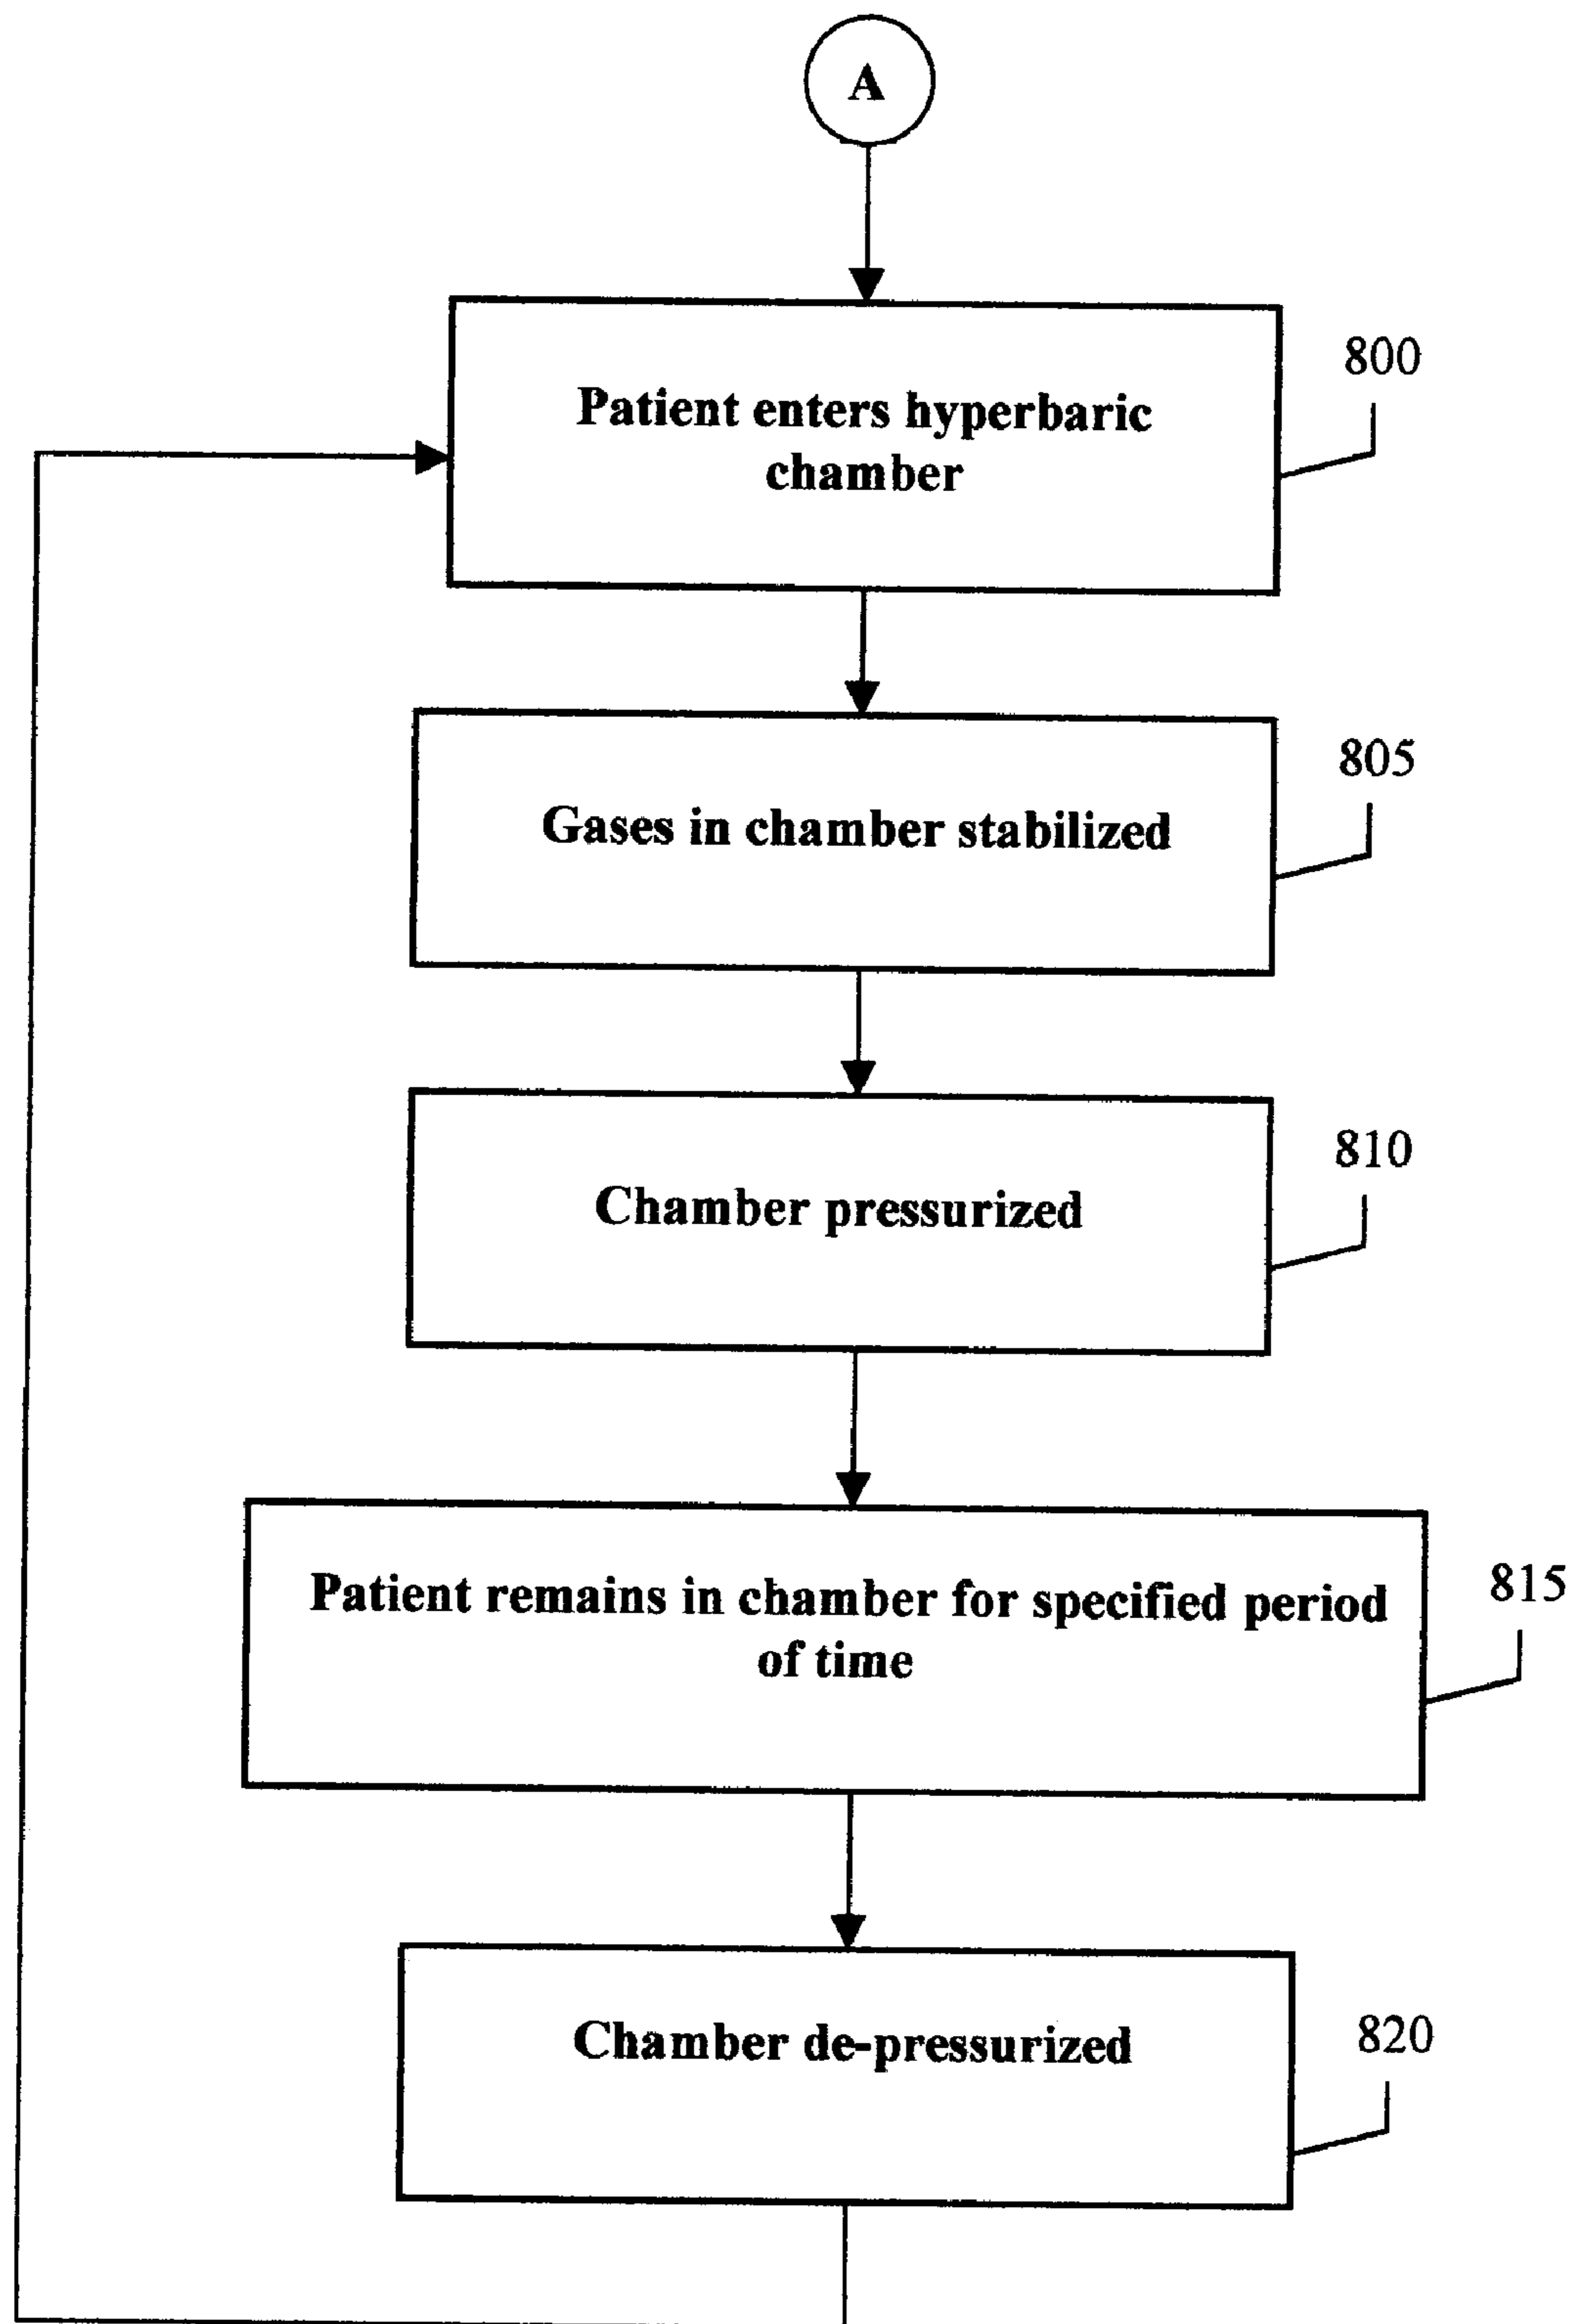 A
Patient enters hyperbaric
chamber
800
Gases in chamber stabilized
805
Chamber pressurized
810
Patient remains in chamber for specified period
of time
815
Chamber de-pressurized
820